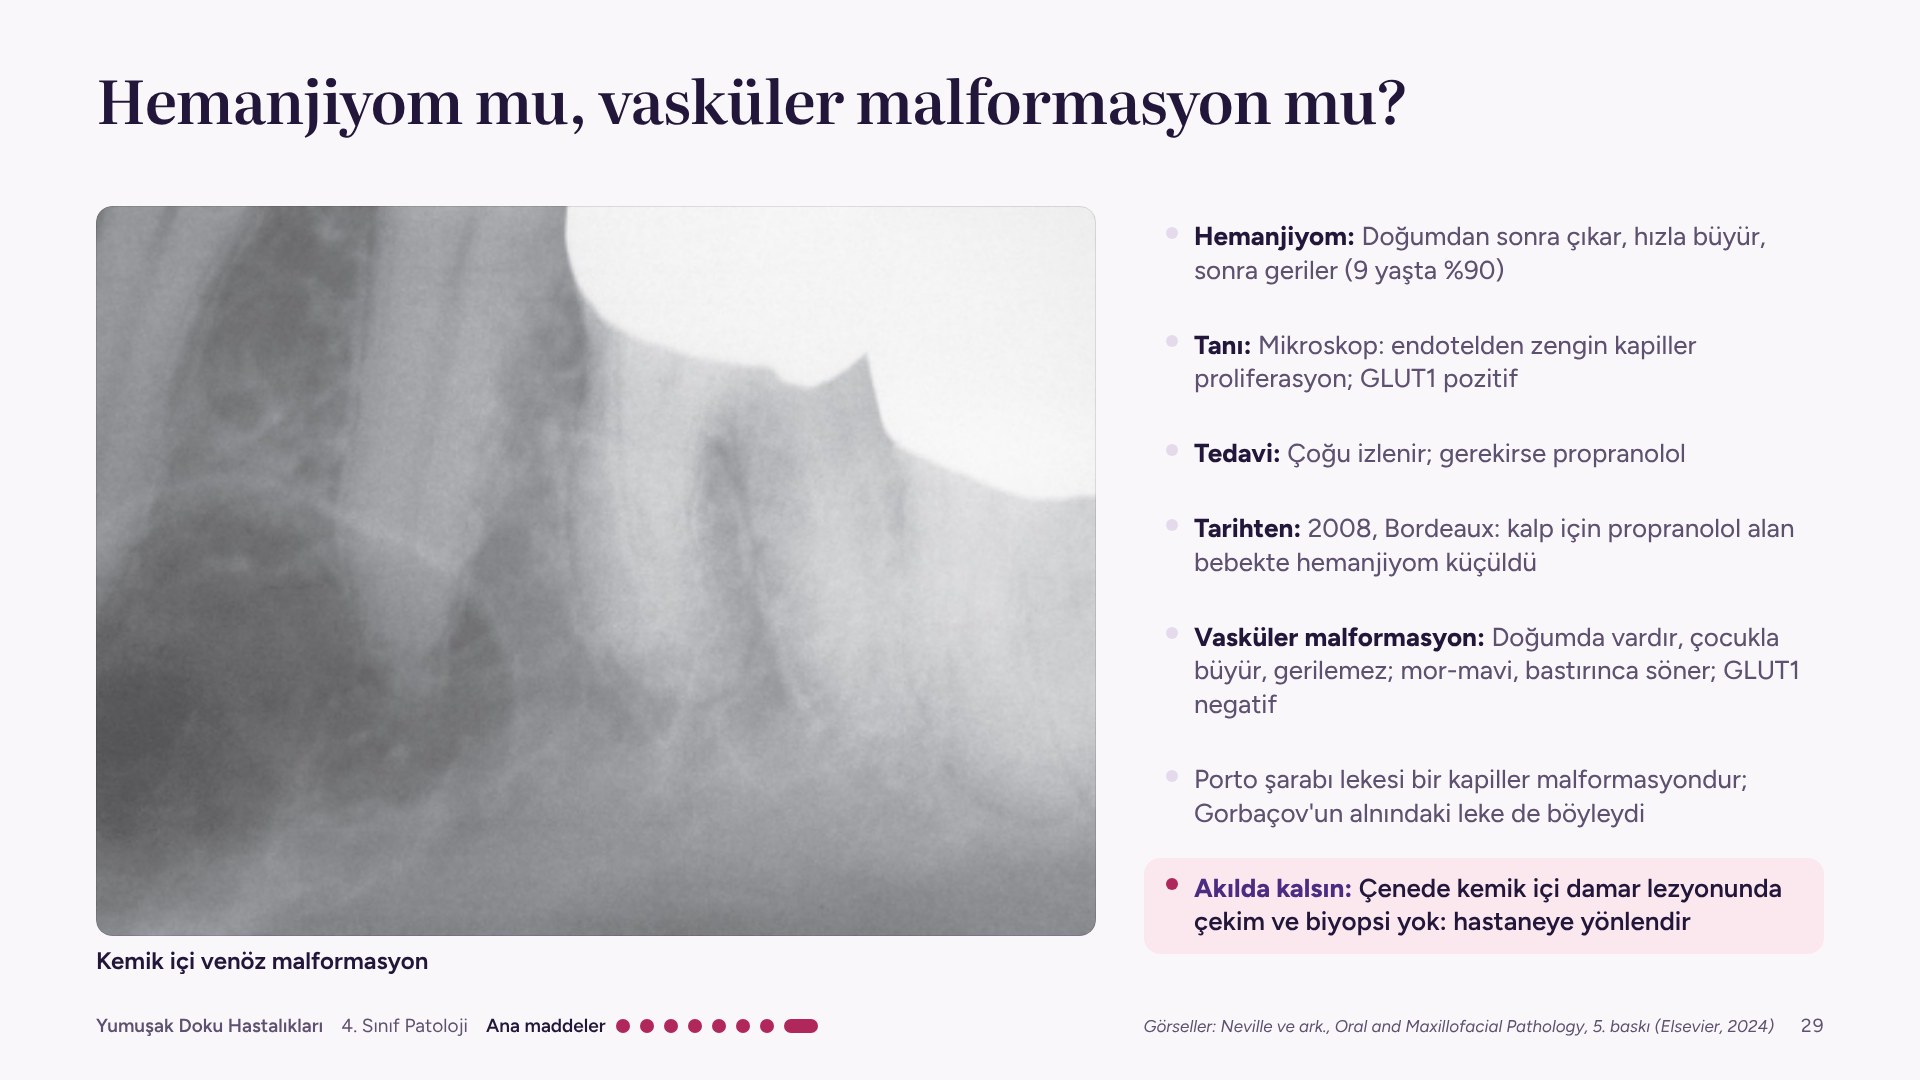 Hemanjiyom mu, vasküler malformasyon mu?
Hemanjiyom: Doğumdan sonra çıkar, hızla büyür,
sonra geriler (9 yaşta %90)
Tanı: Mikroskop: endotelden zengin kapiller
proliferasyon; GLUT1 pozitif
Tedavi: Çoğu izlenir; gerekirse propranolol
Tarihten: 2008, Bordeaux: kalp için propranolol alan
bebekte hemanjiyom küçüldü
Vasküler malformasyon: Doğumda vardır, çocukla
büyür, gerilemez; mor-mavi, bastırınca söner; GLUT1
negatif
Porto şarabı lekesi bir kapiller malformasyondur;
Gorbaçov'un alnındaki leke de böyleydi
Akılda kalsın: Çenede kemik içi damar lezyonunda
çekim ve biyopsi yok: hastaneye yönlendir
Kemik içi venöz malformasyon
Yumuşak Doku Hastalıkları 4. Sınıf Patoloji Ana maddeler
Görseller: Neville ve ark., Oral and Maxillofacial Pathology, 5. baskı (Elsevier, 2024) 29